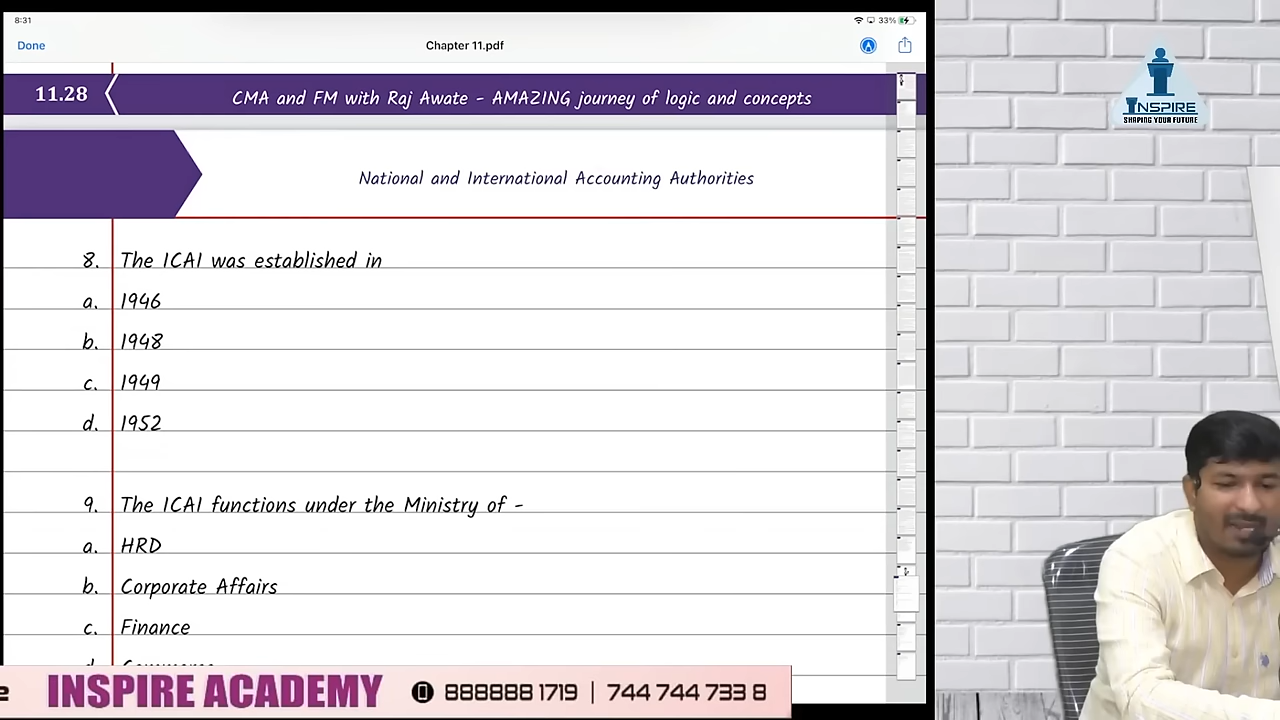 8:31
33%
Done
Chapter 11.pdf
11.28
CMA and FM with Raj Awate - AMAZING journey of logic and concepts
National and International Accounting Authorities
8. The ICAI was established in
a. 1946
b. 1948
c. 1949
d. 1952
9. The ICAI functions under the Ministry of -
a. HRD
b. Corporate Affairs
c. Finance
d. Commerce
e INSPIRE ACADEMY 888888 1719 | 744 744 733 8
INSPIRE
SHAPING YOUR FUTURE